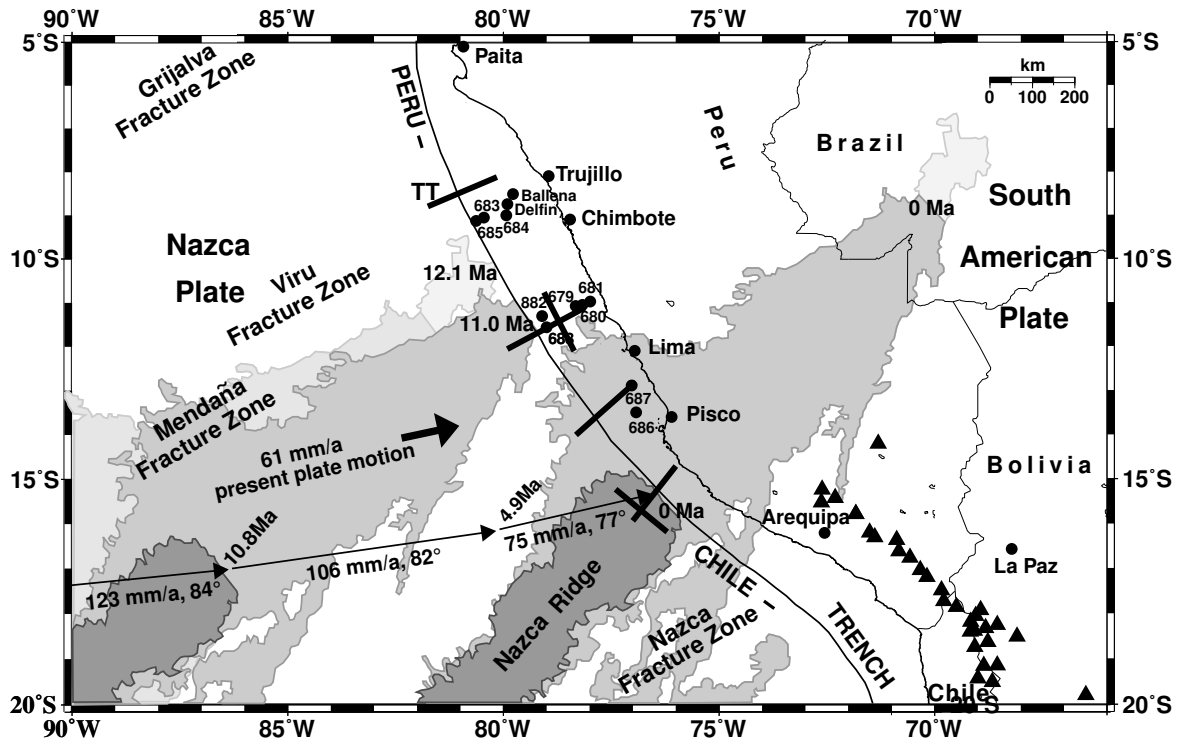 90°W 85°W 80°W 75°W 70°W
5°S 5°S
Grijalva
Fracture Zone
Paita
PERU –
Peru
Brazil
km
0 100 200
TT
Trujillo
Ballena
683
Delfin
685
684
Chimbote
0 Ma
South
American
Plate
Nazca
Plate
10°S 10°S
Viru
Fracture Zone
12.1 Ma
11.0 Ma
882
679
681
680
688
Lima
Mendaña
Fracture Zone
687
686
Pisco
61 mm/a
present plate motion
15°S 15°S
Bolivia
10.8Ma
4.9Ma
0 Ma
Arequipa
La Paz
123 mm/a, 84°
106 mm/a, 82°
75 mm/a, 77°
CHILE –
TRENCH
Nazca Ridge
Nazca
Fracture Zone
Chile
20°S 20°S
90°W 85°W 80°W 75°W 70°W